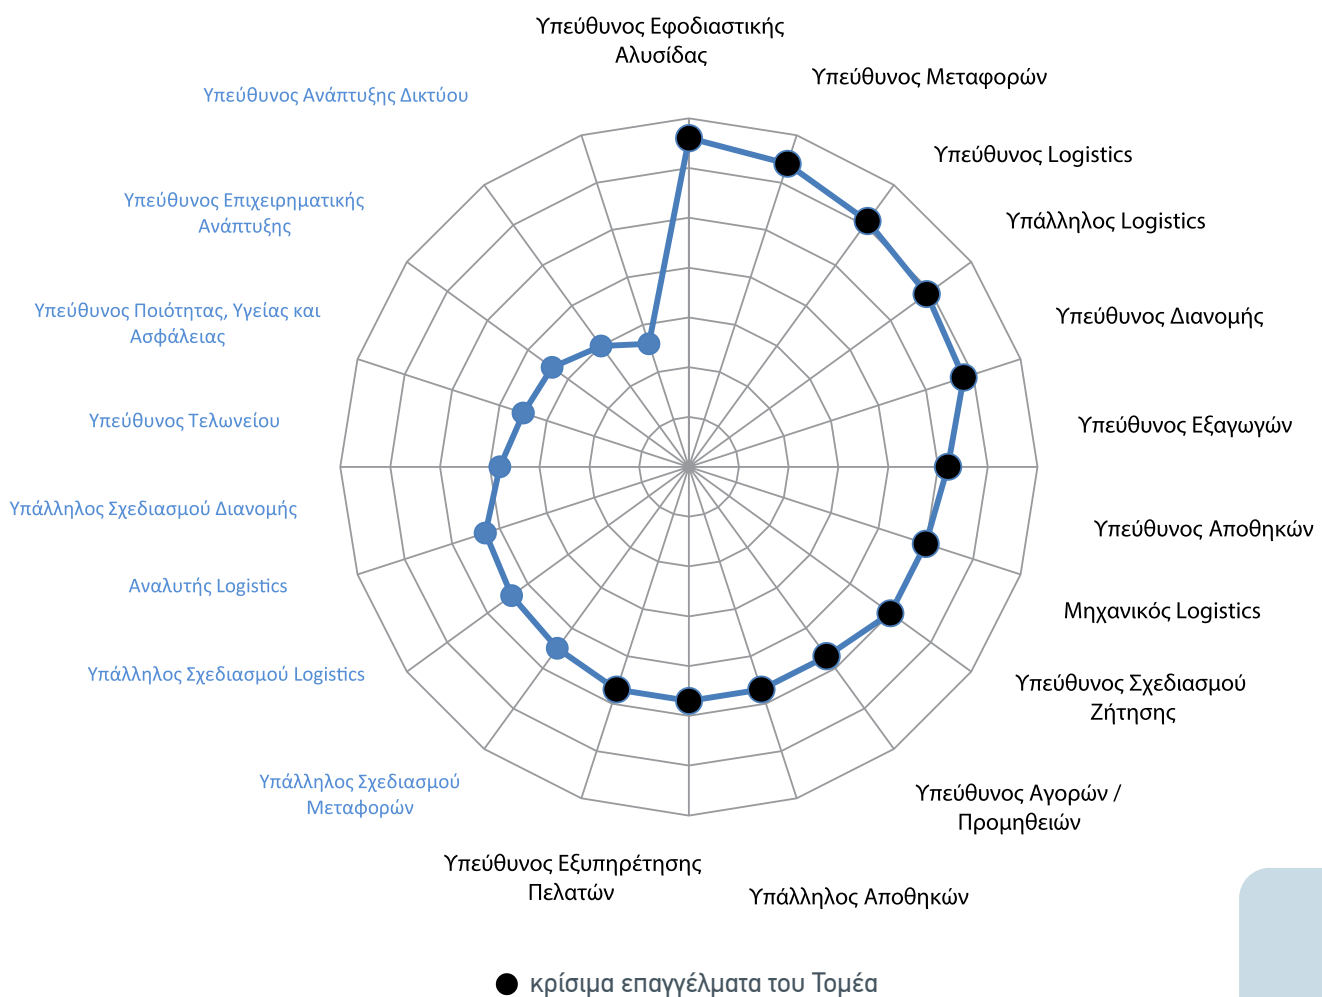 Υπεύθυνος Εφοδιαστικής
Αλυσίδας
Υπεύθυνος Μεταφορών
Υπεύθυνος Logistics
Υπάλληλος Logistics
Υπεύθυνος Διανομής
Υπεύθυνος Εξαγωγών
Υπεύθυνος Αποθηκών
Μηχανικός Logistics
Υπεύθυνος Σχεδιασμού
Ζήτησης
Υπεύθυνος Αγορών /
Προμηθειών
Υπάλληλος Αποθηκών
Υπεύθυνος Εξυπηρέτησης
Πελατών
Υπάλληλος Σχεδιασμού
Μεταφορών
Υπάλληλος Σχεδιασμού Logistics
Αναλυτής Logistics
Υπάλληλος Σχεδιασμού Διανομής
Υπεύθυνος Τελωνείου
Υπεύθυνος Ποιότητας, Υγείας και
Ασφάλειας
Υπεύθυνος Επιχειρηματικής
Ανάπτυξης
Υπεύθυνος Ανάπτυξης Δικτύου
κρίσιμα επαγγέλματα του Τομέα